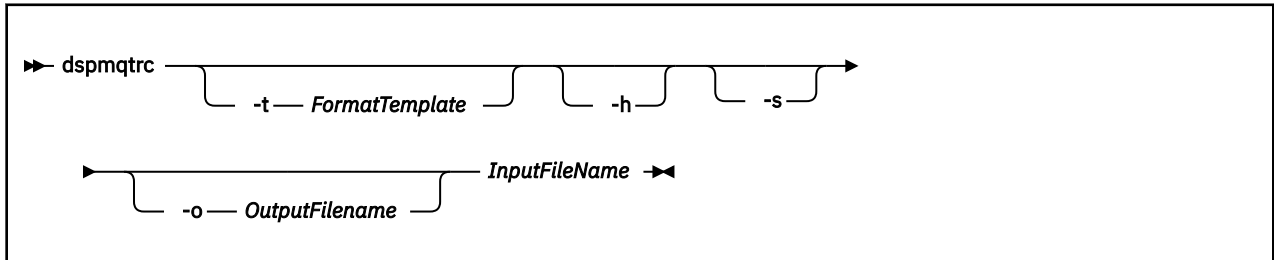 dspmqtrc
-t FormatTemplate -h -s
InputFileName
-o OutputFilename